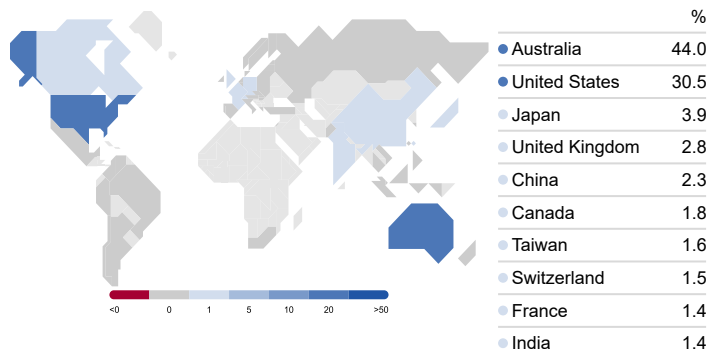 %
Australia 44.0
United States 30.5
Japan 3.9
United Kingdom 2.8
China 2.3
Canada 1.8
Taiwan 1.6
Switzerland 1.5
France 1.4
India 1.4
<0 0 1 5 10 20 >50